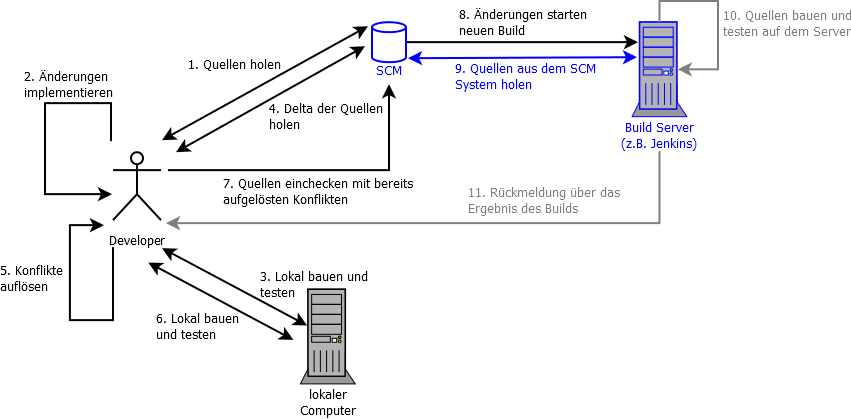 8. Änderungen starten
neuen Build
10. Quellen bauen und
testen auf dem Server
1. Quellen holen
SCM
9. Quellen aus dem SCM
System holen
2. Änderungen
implementieren
4. Delta der Quellen
holen
Build Server
(z.B. Jenkins)
7. Quellen einchecken mit bereits
aufgelösten Konflikten
11. Rückmeldung über das
Ergebnis des Builds
Developer
5. Konflikte
auflösen
3. Lokal bauen und
testen
6. Lokal bauen
und testen
lokaler
Computer